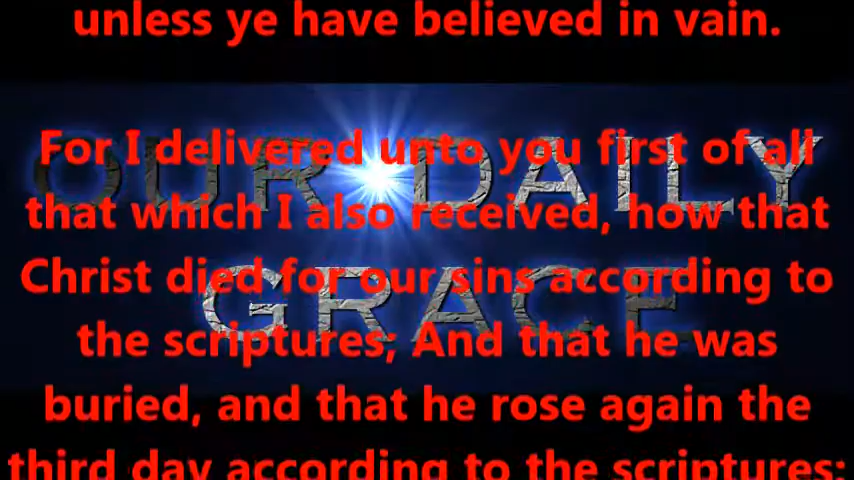 unless ye have believed in vain.
For I delivered unto you first of all
that which I also received, how that
Christ died for our sins according to
the scriptures; And that he was
buried, and that he rose again the
third day according to the scriptures:
OUR DAILY
GRACE